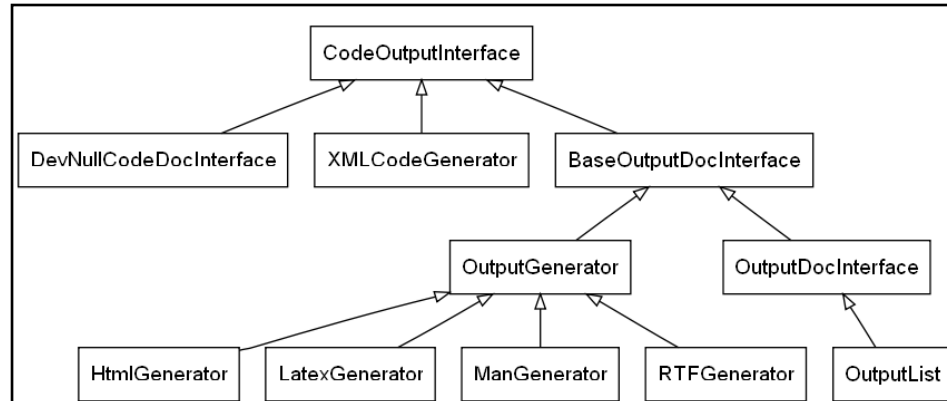 CodeOutputInterface
DevNullCodeDocInterface
XMLCodeGenerator
BaseOutputDocInterface
OutputGenerator
OutputDocInterface
HtmlGenerator
LatexGenerator
ManGenerator
RTFGenerator
OutputList